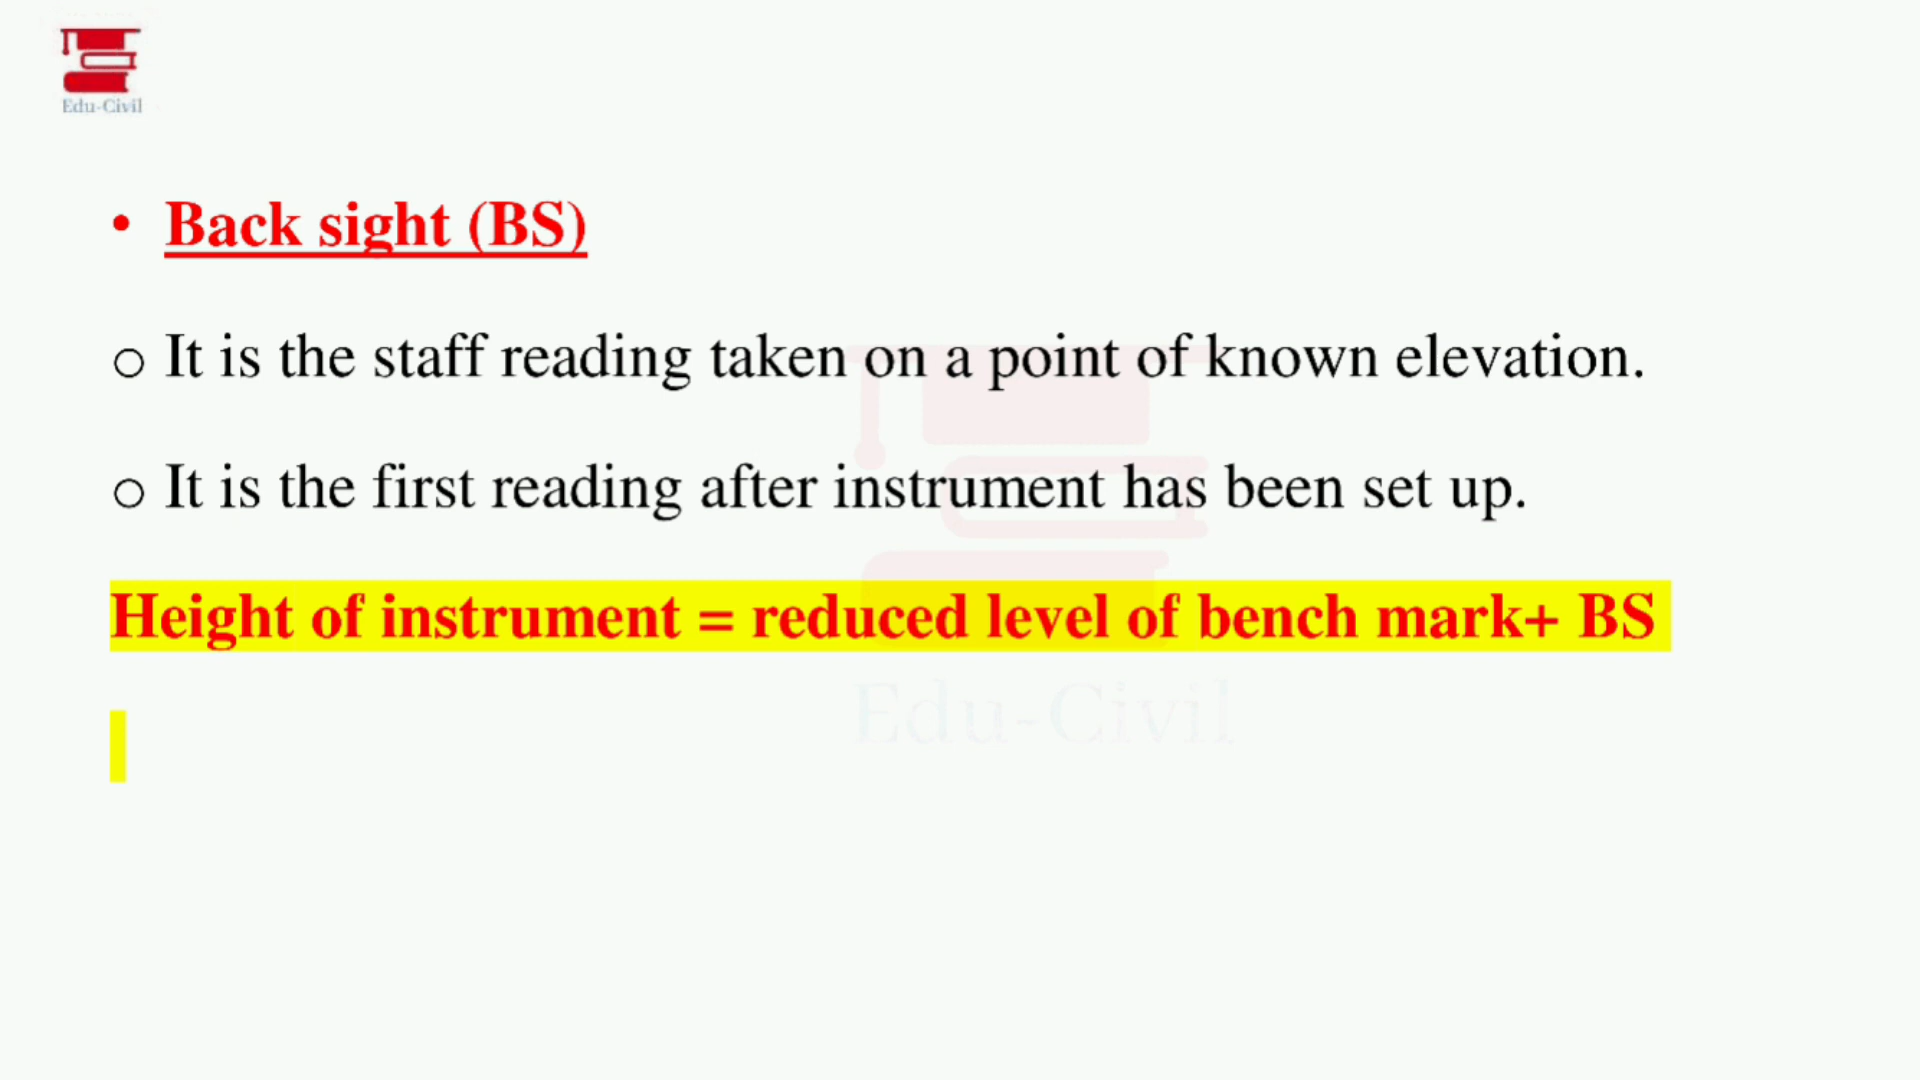 Edu-Civil
• Back sight (BS)
o It is the staff reading taken on a point of known elevation.
o It is the first reading after instrument has been set up.
Height of instrument = reduced level of bench mark+ BS
Edu-Civil